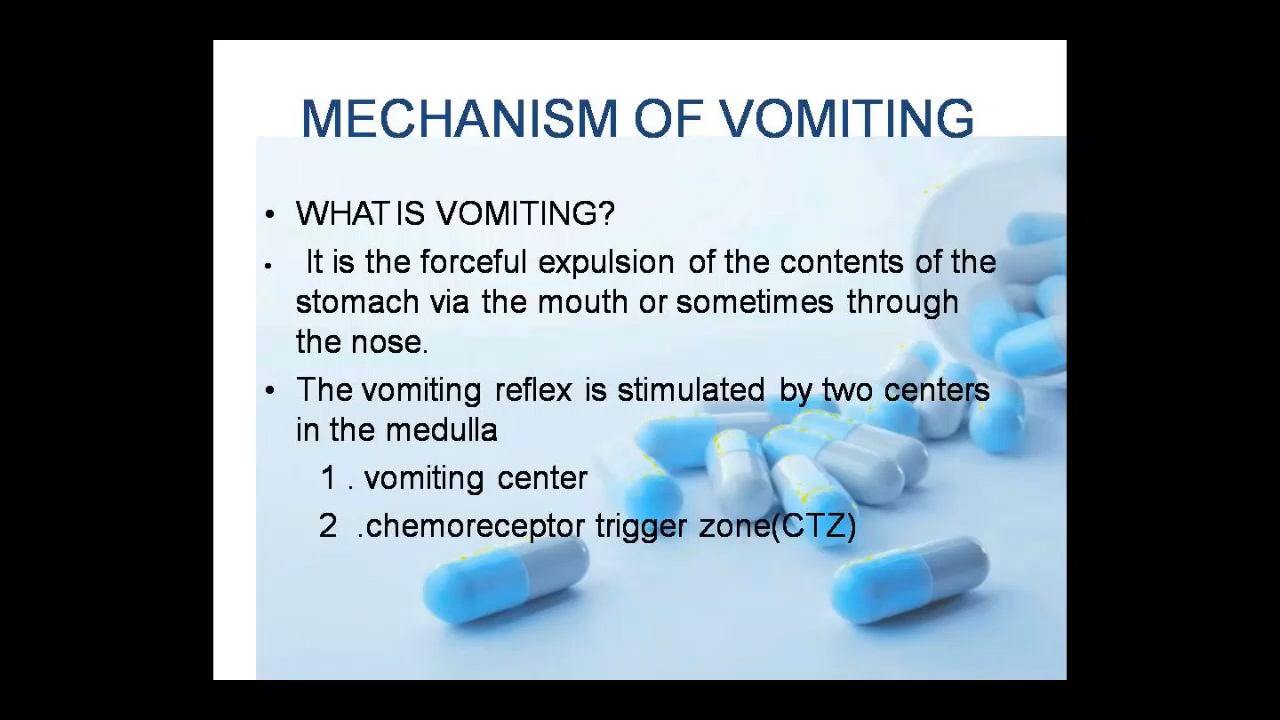 MECHANISM OF VOMITING
• WHAT IS VOMITING?
• It is the forceful expulsion of the contents of the
stomach via the mouth or sometimes through
the nose.
• The vomiting reflex is stimulated by two centers
in the medulla
1 . vomiting center
2 .chemoreceptor trigger zone(CTZ)